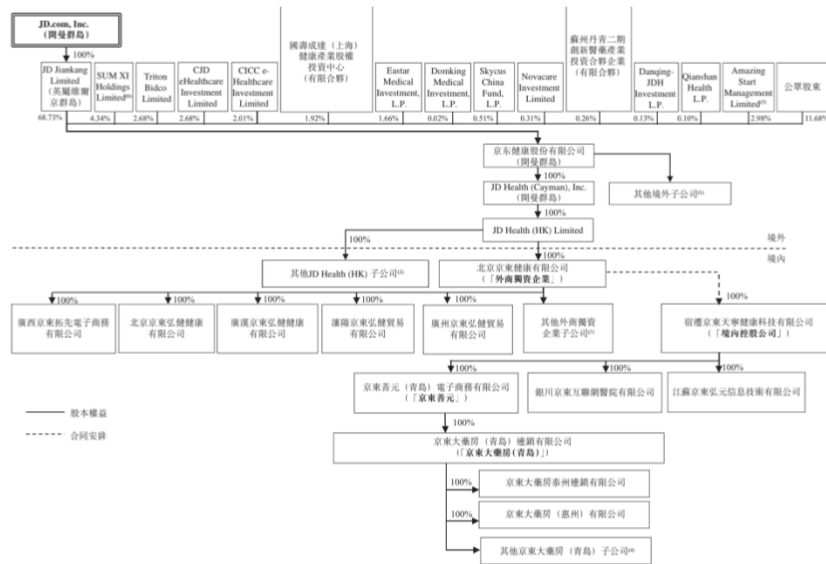 JD.com, Inc.
(開曼群島)
100%
JD Jiankang
Limited
(英屬維爾
京群島)
SUM XI
Holdings
Limited⁽⁶⁾
Triton
Bidco
Limited
CJD
eHealthcare
Investment
Limited
CICC e-
Healthcare
Investment
Limited
國壽成達（上海）
健康產業股權
投資中心
(有限合夥)
Eastar
Medical
Investment,
L.P.
Domking
Medical
Investment,
L.P.
Skycus
China
Fund, L.P.
Novacare
Investment
Limited
蘇州丹青二期
創新醫藥產業
投資合夥企業
(有限合夥)
Danqing-
JDH
Investment
L.P.
Qianshan
Health
L.P.
Amazing
Start
Management
Limited⁽⁵⁾
公眾股東
68.73%
4.34%
2.68%
2.68%
2.01%
1.92%
1.66%
0.02%
0.51%
0.31%
0.26%
0.13%
0.10%
2.98%
11.68%
京东健康股份有限公司
(開曼群島)
100%
JD Health (Cayman), Inc.
(開曼群島)
其他境外子公司⁽¹⁾
100%
JD Health (HK) Limited
100%
境外
境內
100%
其他JD Health (HK) 子公司⁽²⁾
北京京東健康有限公司
(「外商獨資企業」)
100%
100%
100%
100%
100%
100%
100%
廣西京東拓先電子商務
有限公司
北京京東弘健健康
有限公司
廣漢京東弘健健康
有限公司
瀋陽京東弘健貿易
有限公司
廣州京東弘健貿易
有限公司
其他外商獨資
企業子公司⁽³⁾
宿遷京東天寧健康科技有限公司
(「境內控股公司」)
100%
100%
100%
京東善元（青島）電子商務有限公司
(「京東善元」)
銀川京東互聯網醫院有限公司
江蘇京東弘元信息技術有限公司
股本權益
合同安排
100%
京東大藥房（青島）連鎖有限公司
(「京東大藥房(青島)」)
100%
京東大藥房泰州連鎖有限公司
100%
京東大藥房（惠州）有限公司
100%
其他京東大藥房（青島）子公司⁽⁴⁾